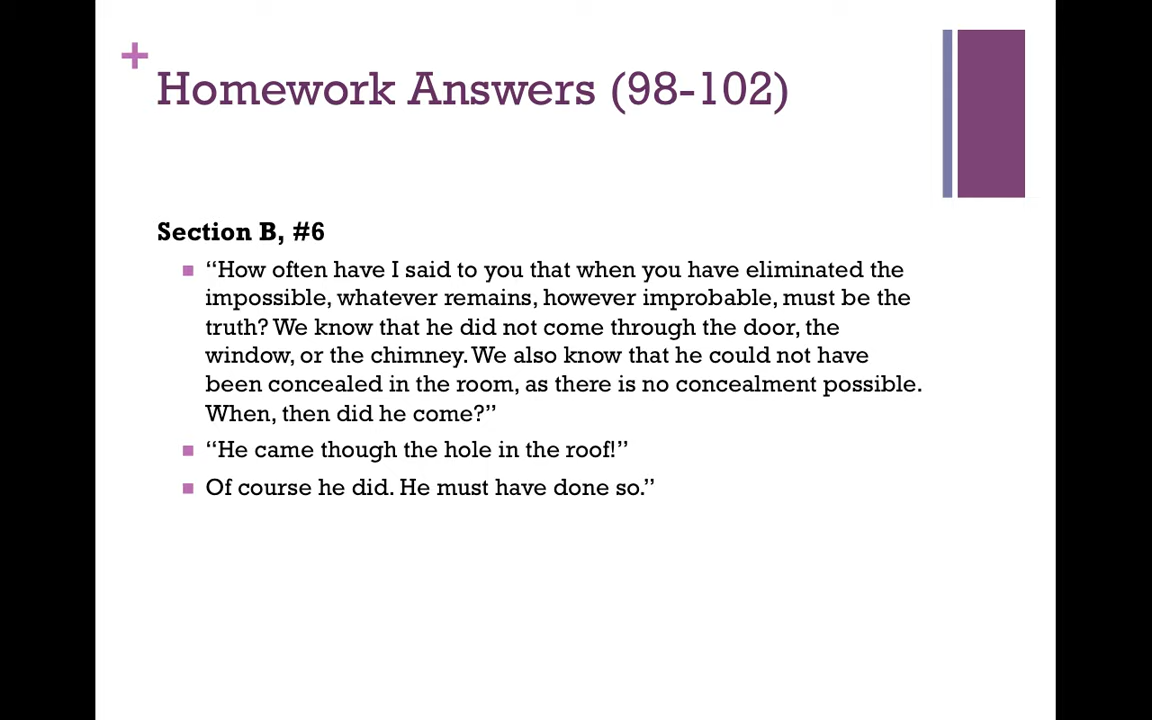 +
Homework Answers (98-102)
Section B, #6
“How often have I said to you that when you have eliminated the
impossible, whatever remains, however improbable, must be the
truth? We know that he did not come through the door, the
window, or the chimney. We also know that he could not have
been concealed in the room, as there is no concealment possible.
When, then did he come?”
“He came though the hole in the roof!”
Of course he did. He must have done so.”